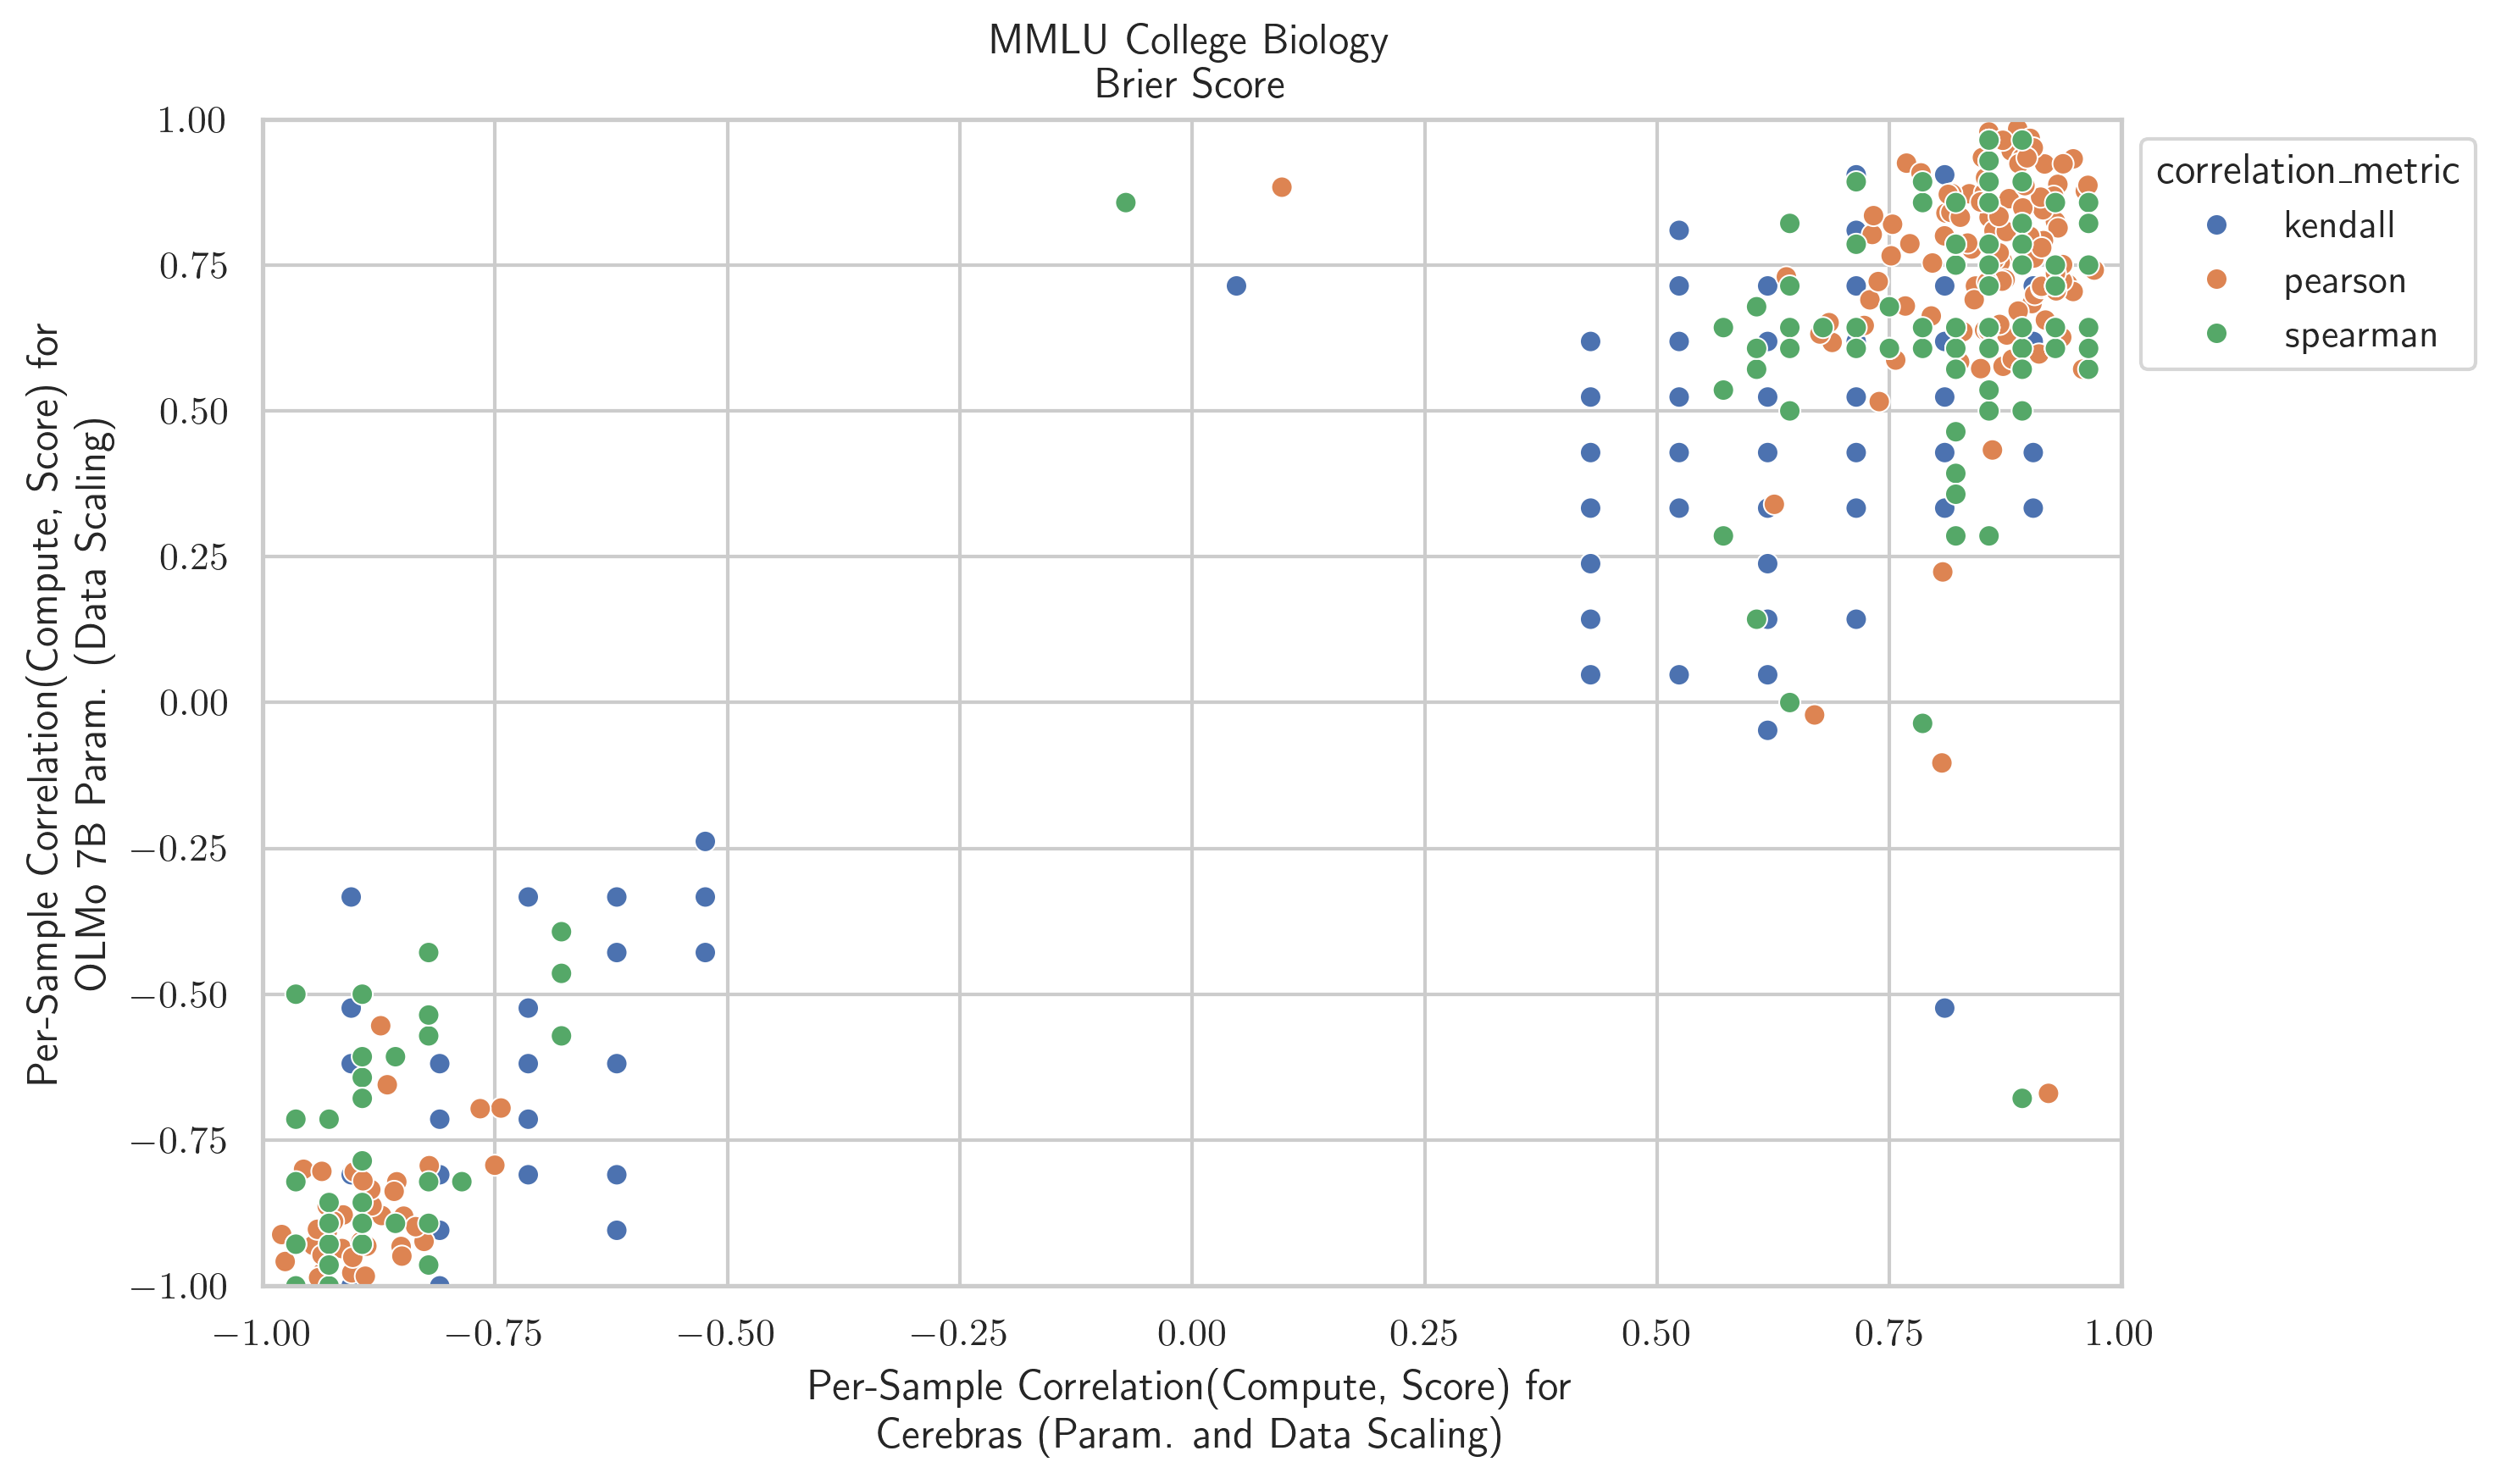 MMLU College Biology
Brier Score
Per-Sample Correlation(Compute, Score) for
OLMo 7B Param. (Data Scaling)
1.00
0.75
0.50
0.25
0.00
−0.25
−0.50
−0.75
−1.00
−1.00 −0.75 −0.50 −0.25 0.00 0.25 0.50 0.75 1.00
Per-Sample Correlation(Compute, Score) for
Cerebras (Param. and Data Scaling)
correlation_metric
kendall
pearson
spearman